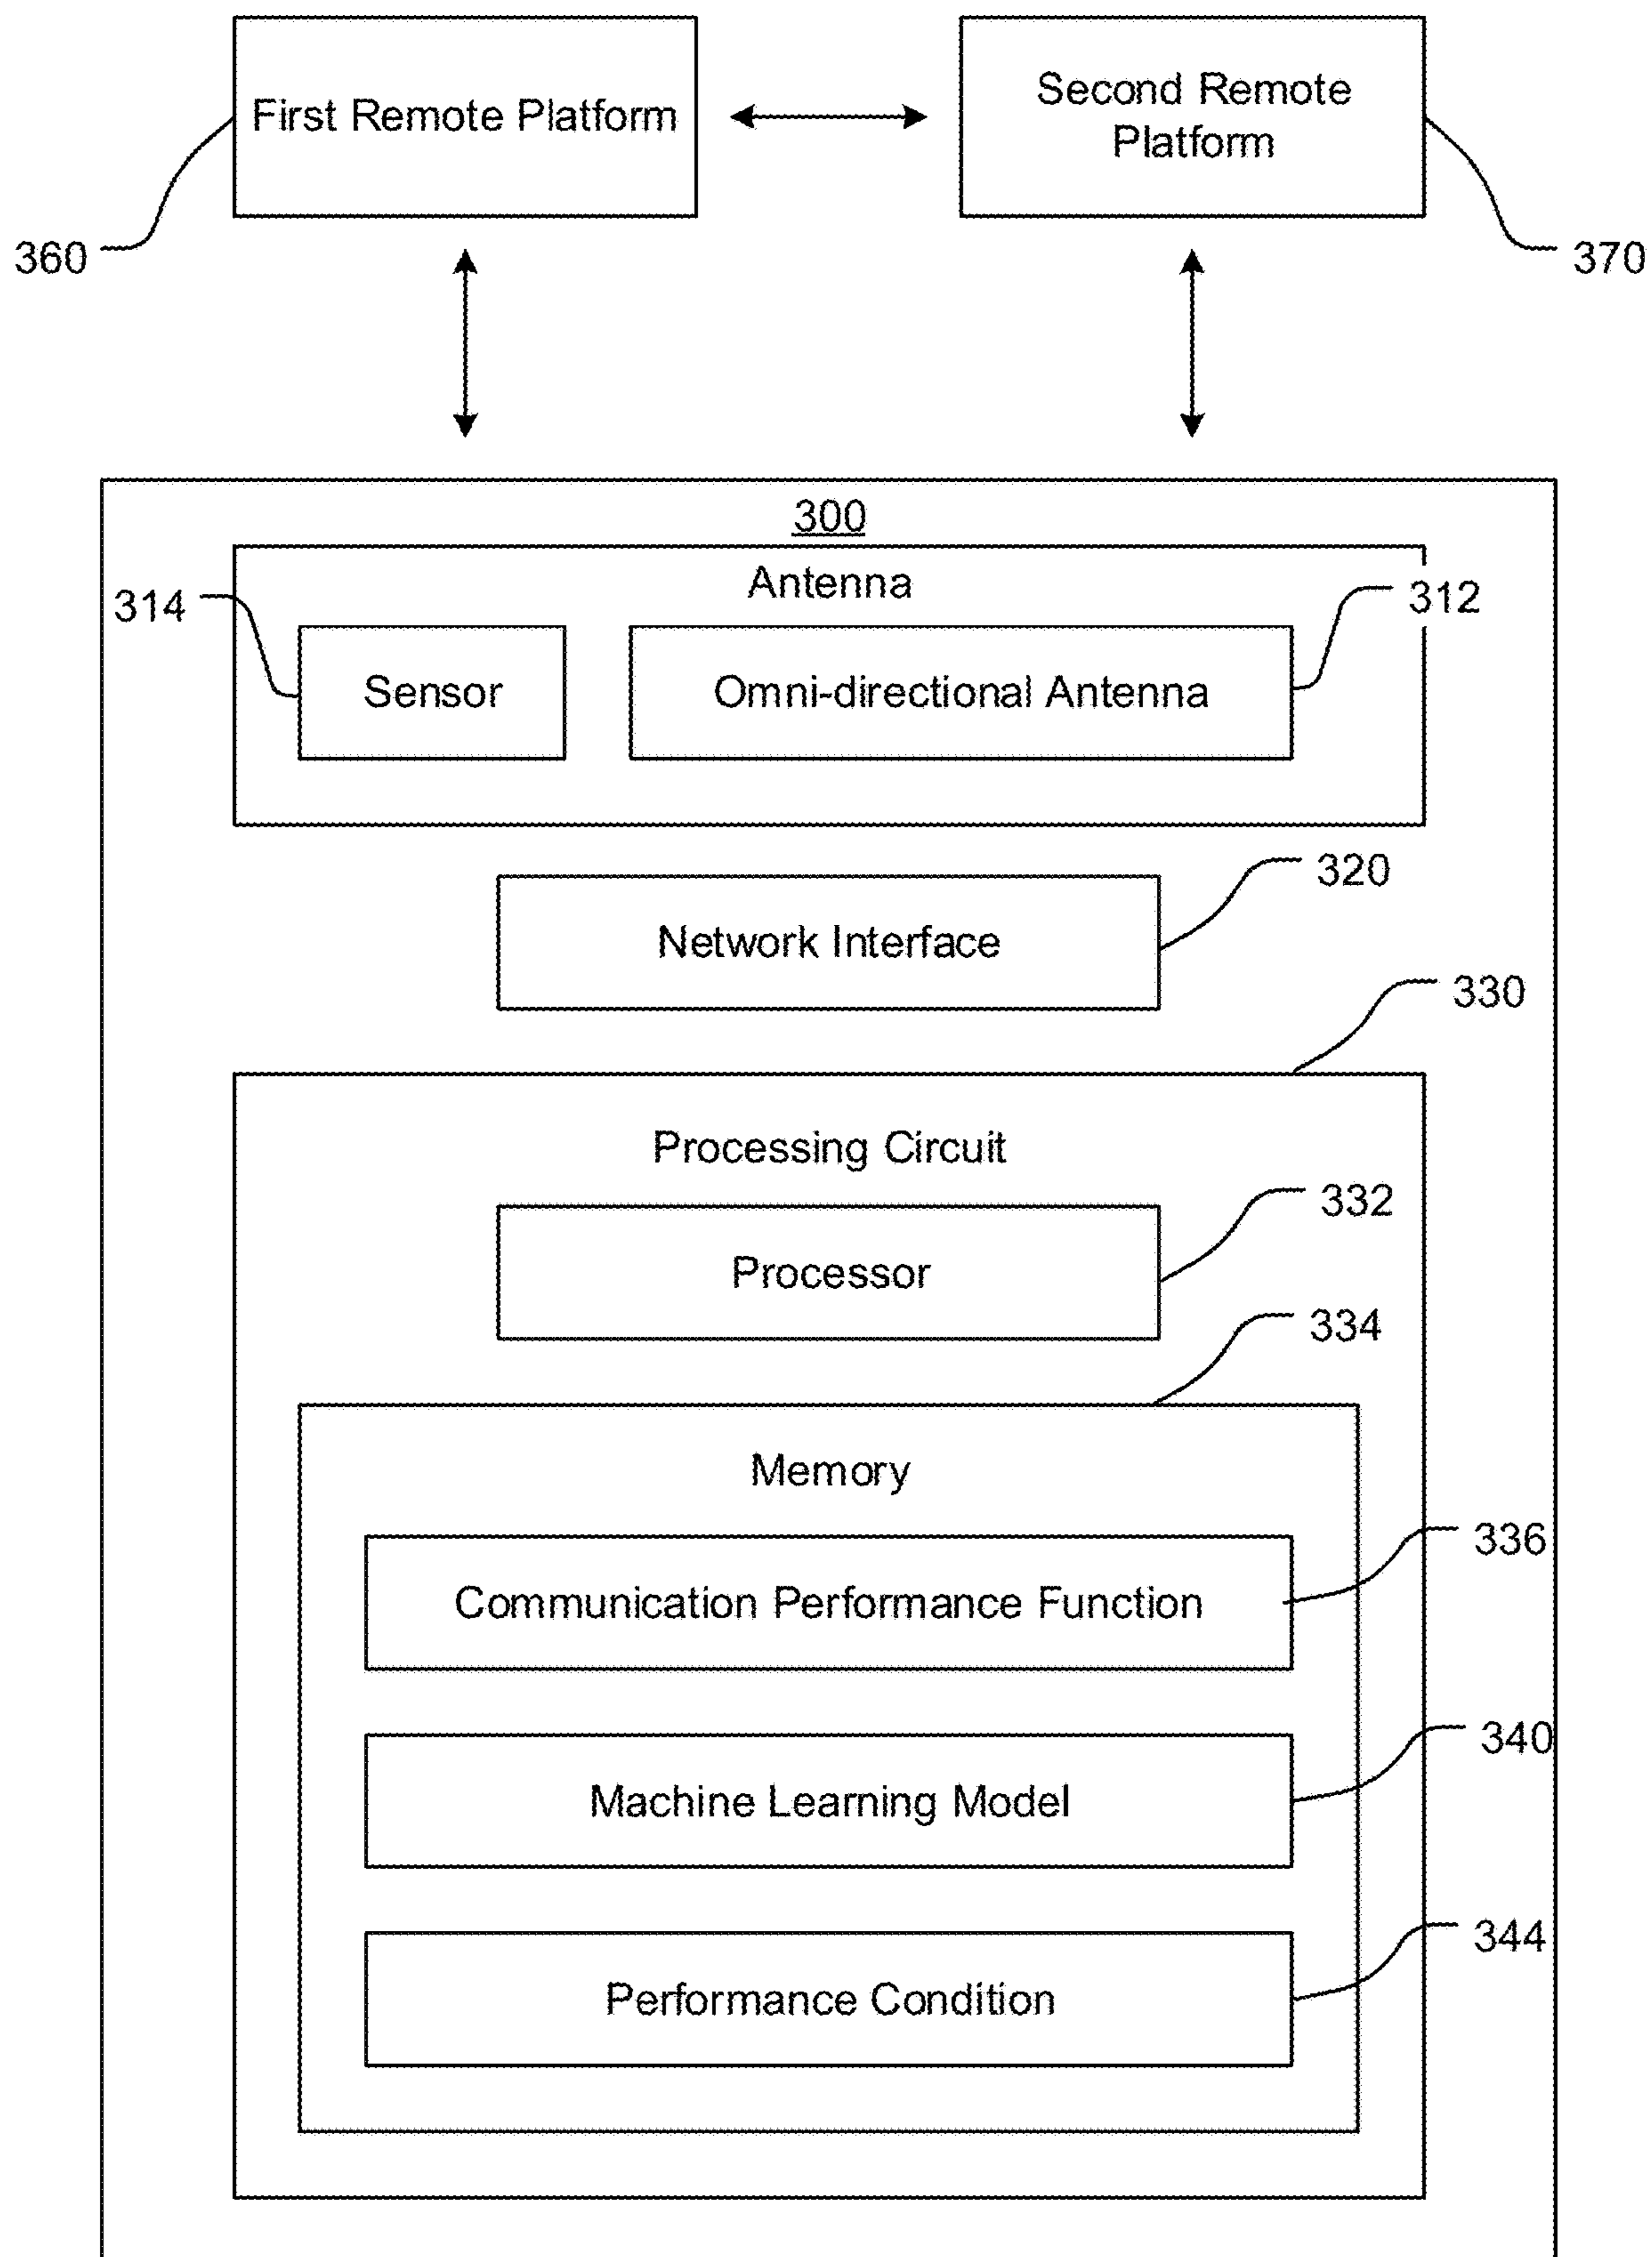 First Remote Platform
Second Remote
Platform
360
370
300
Antenna
314
312
Sensor
Omni-directional Antenna
320
Network Interface
330
Processing Circuit
332
Processor
334
Memory
336
Communication Performance Function
340
Machine Learning Model
344
Performance Condition